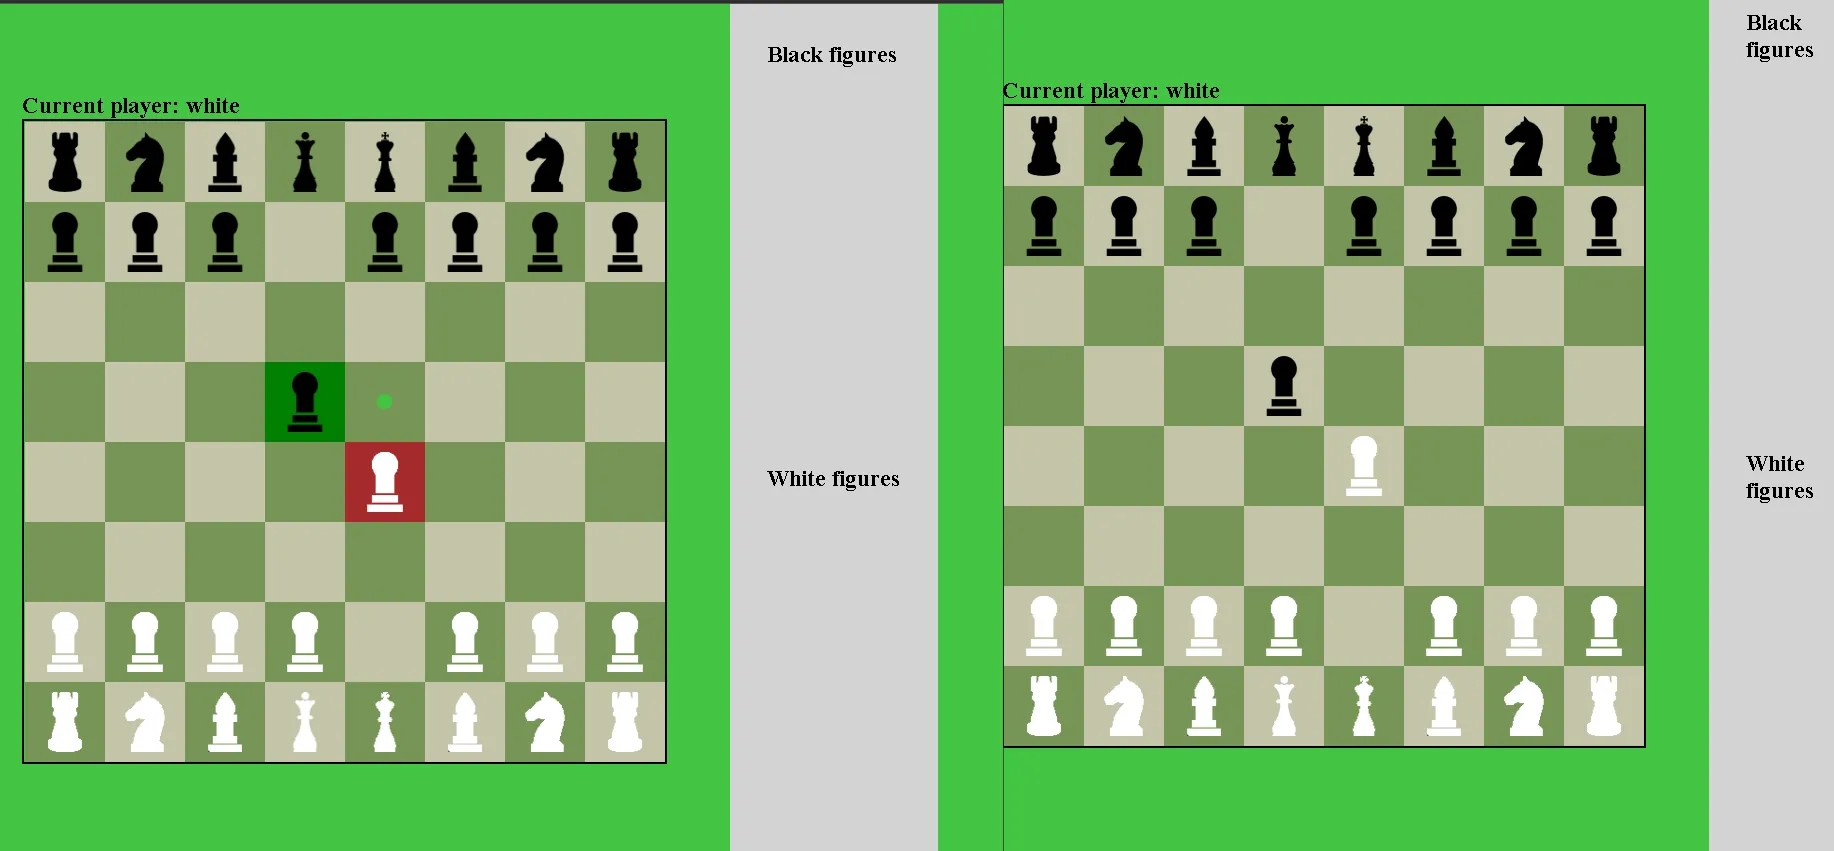 Black figures
Current player: white
White figures
Black
figures
Current player: white
White
figures